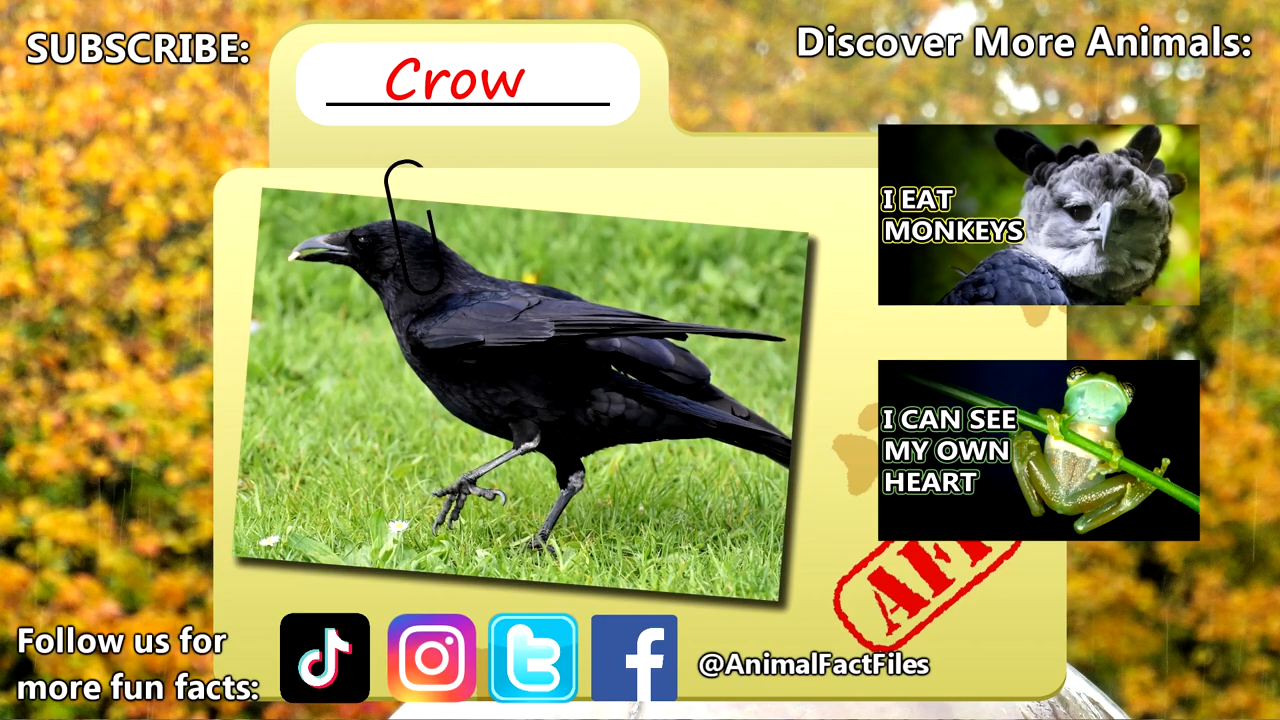 SUBSCRIBE:
Crow
Discover More Animals:
I EAT
MONKEYS
I CAN SEE
MY OWN
HEART
Follow us for
more fun facts:
@AnimalFactFiles